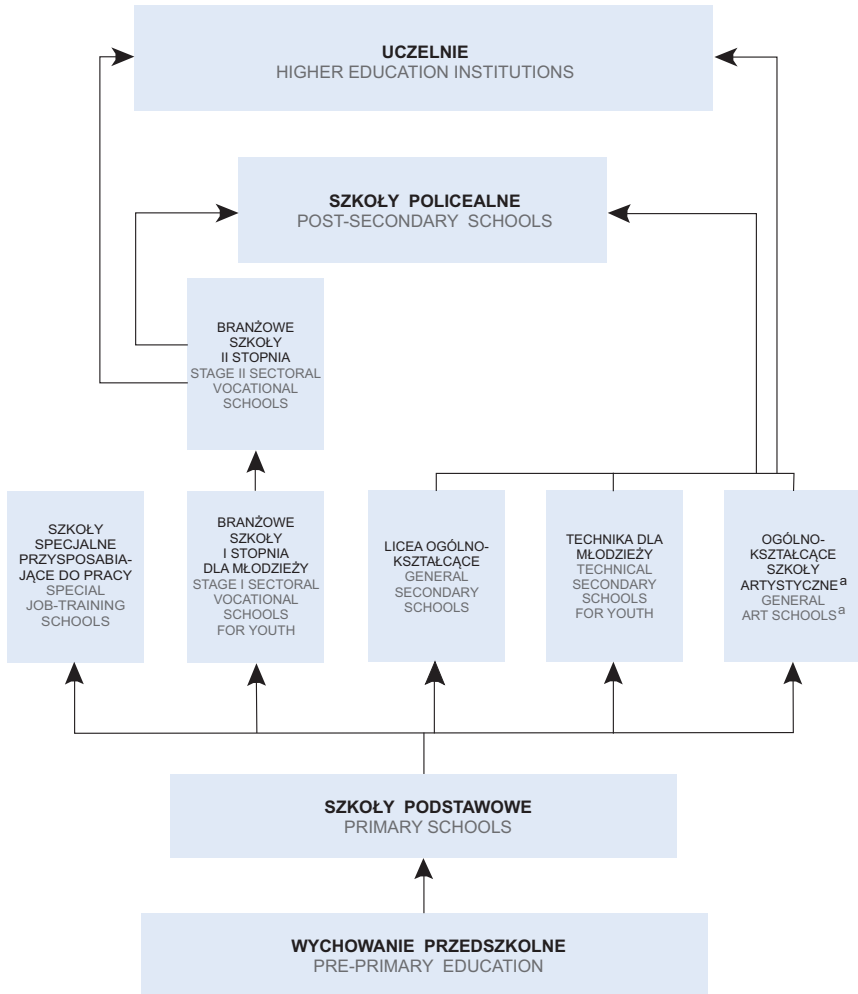 UCZELNIE
HIGHER EDUCATION INSTITUTIONS
SZKOŁY POLICEALNE
POST-SECONDARY SCHOOLS
BRANŻOWE
SZKOŁY
II STOPNIA
STAGE II SECTORAL
VOCATIONAL
SCHOOLS
SZKOŁY
SPECJALNE
PRZYSPOSABIA-
JĄCE DO PRACY
SPECIAL
JOB-TRAINING
SCHOOLS
BRANŻOWE
SZKOŁY
I STOPNIA
DLA MŁODZIEŻY
STAGE I SECTORAL
VOCATIONAL
SCHOOLS
FOR YOUTH
LICEA OGÓLNO-
KSZTAŁCĄCE
GENERAL
SECONDARY
SCHOOLS
TECHNIKA DLA
MŁODZIEŻY
TECHNICAL
SECONDARY
SCHOOLS
FOR YOUTH
OGÓLNO-
KSZTAŁCĄCE
SZKOŁY
ARTYSTYCZNE a
GENERAL
ART SCHOOLS a
SZKOŁY PODSTAWOWE
PRIMARY SCHOOLS
WYCHOWANIE PRZEDSZKOLNE
PRE-PRIMARY EDUCATION